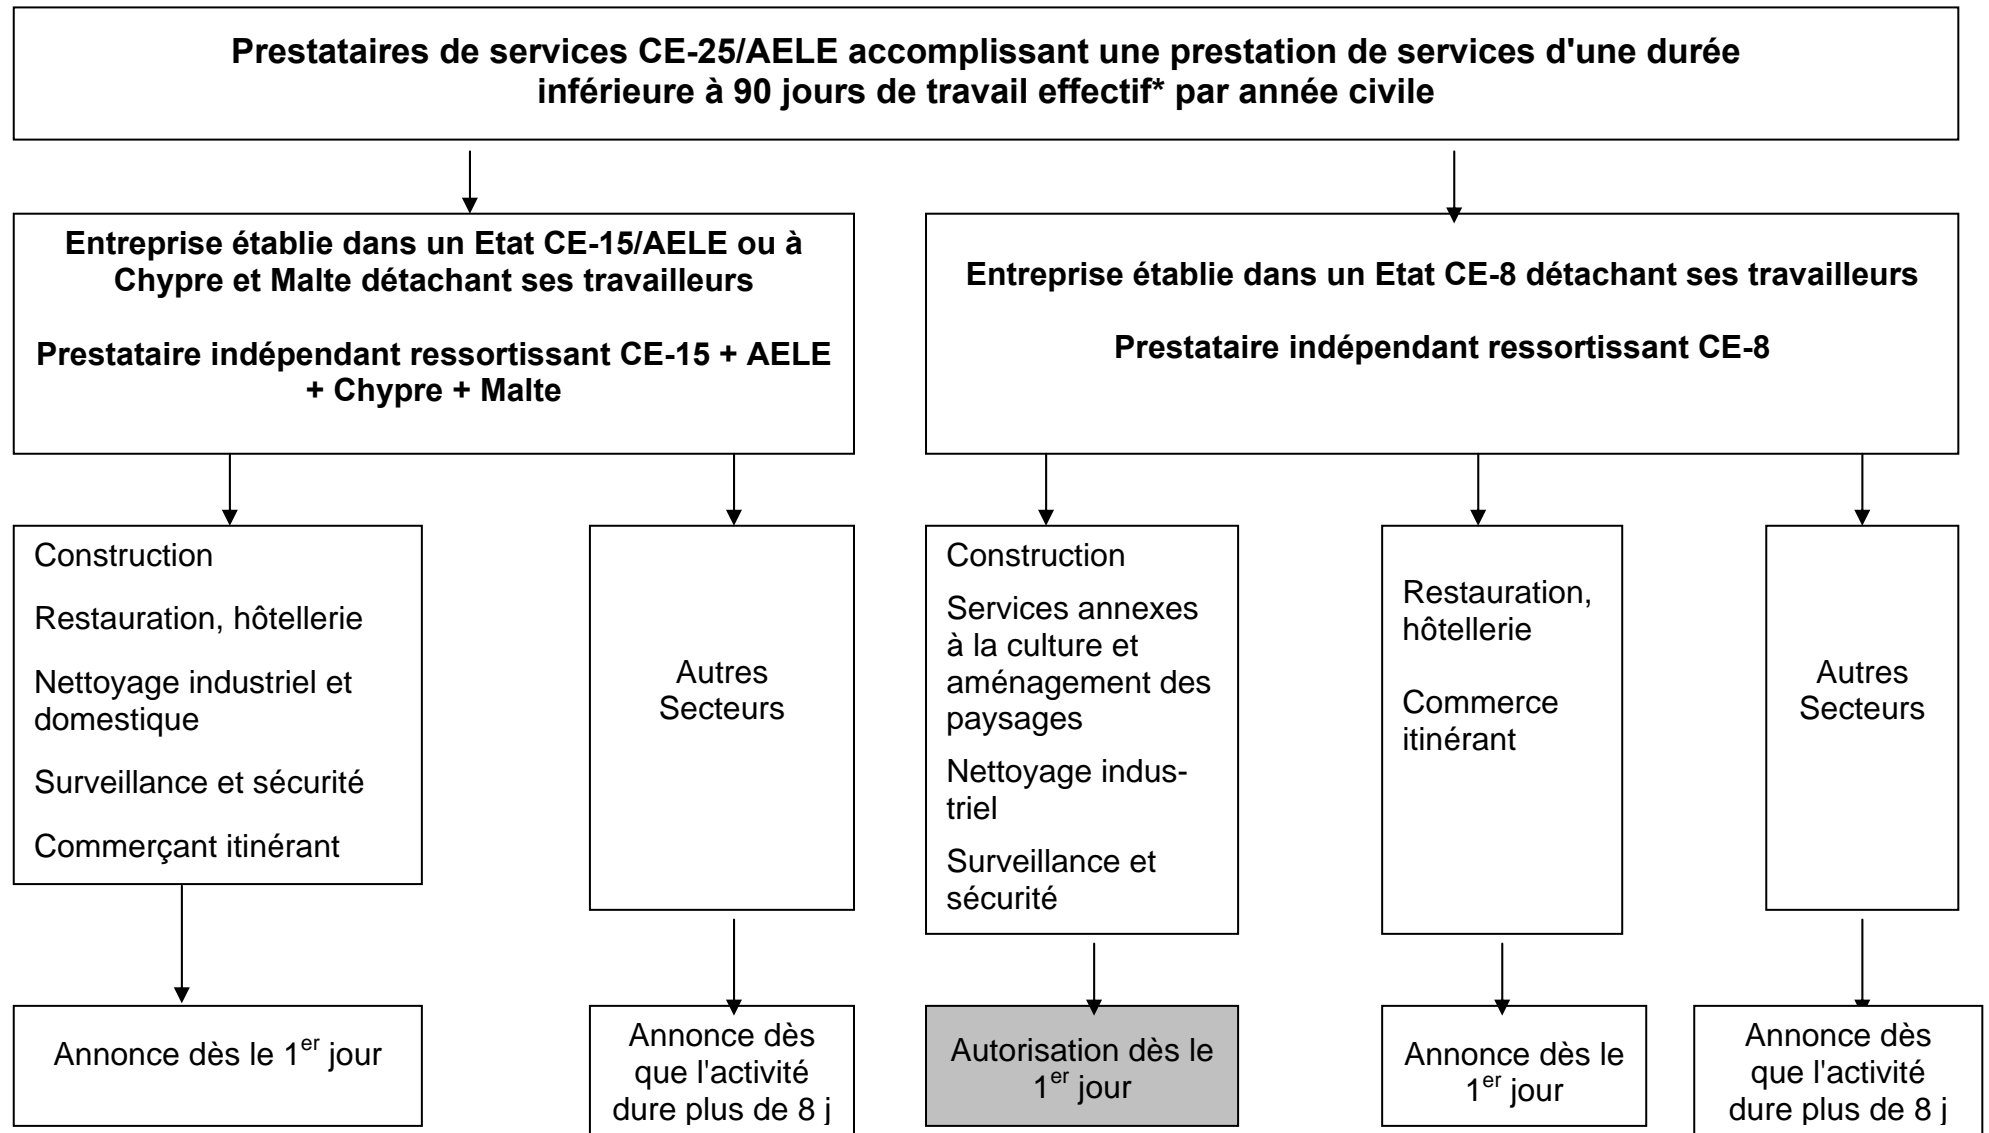 Prestataires de services CE-25/AELE accomplissant une prestation de services d'une durée
inférieure à 90 jours de travail effectif* par année civile
Entreprise établie dans un Etat CE-15/AELE ou à
Chypre et Malte détachant ses travailleurs
Prestataire indépendant ressortissant CE-15 + AELE
+ Chypre + Malte
Entreprise établie dans un Etat CE-8 détachant ses travailleurs
Prestataire indépendant ressortissant CE-8
Construction
Restauration, hôtellerie
Nettoyage industriel et
domestique
Surveillance et sécurité
Commerçant itinérant
Autres
Secteurs
Construction
Services annexes
à la culture et
aménagement des
paysages
Nettoyage indus-
triel
Surveillance et
sécurité
Restauration,
hôtellerie
Commerce
itinérant
Autres
Secteurs
Annonce dès le 1er jour
Annonce dès
que l'activité
dure plus de 8 j
Autorisation dès le
1er jour
Annonce dès le
1er jour
Annonce dès
que l'activité
dure plus de 8 j